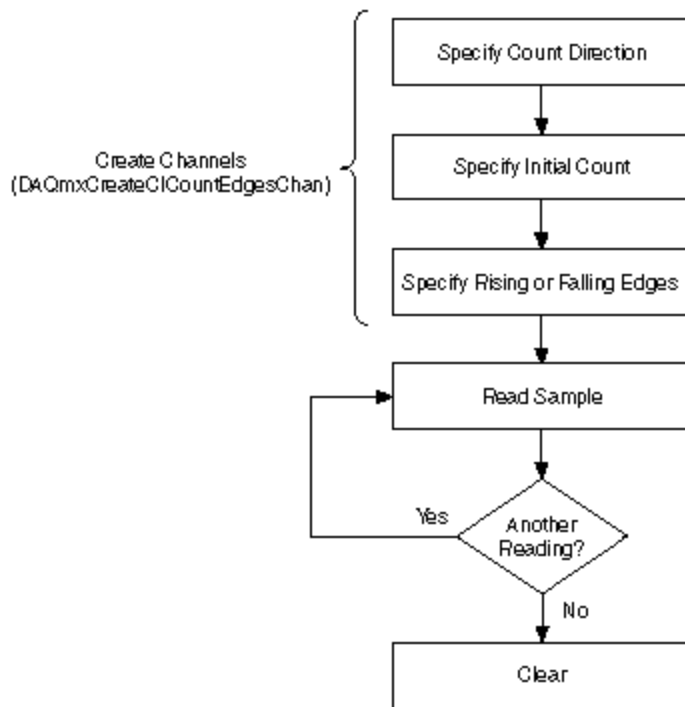 Specify Count Direction
Create Channels
(DAQmxCreateCICountEdgesChan)
Specify Initial Count
Specify Rising or Falling Edges
Read Sample
Yes
Another
Reading?
No
Clear